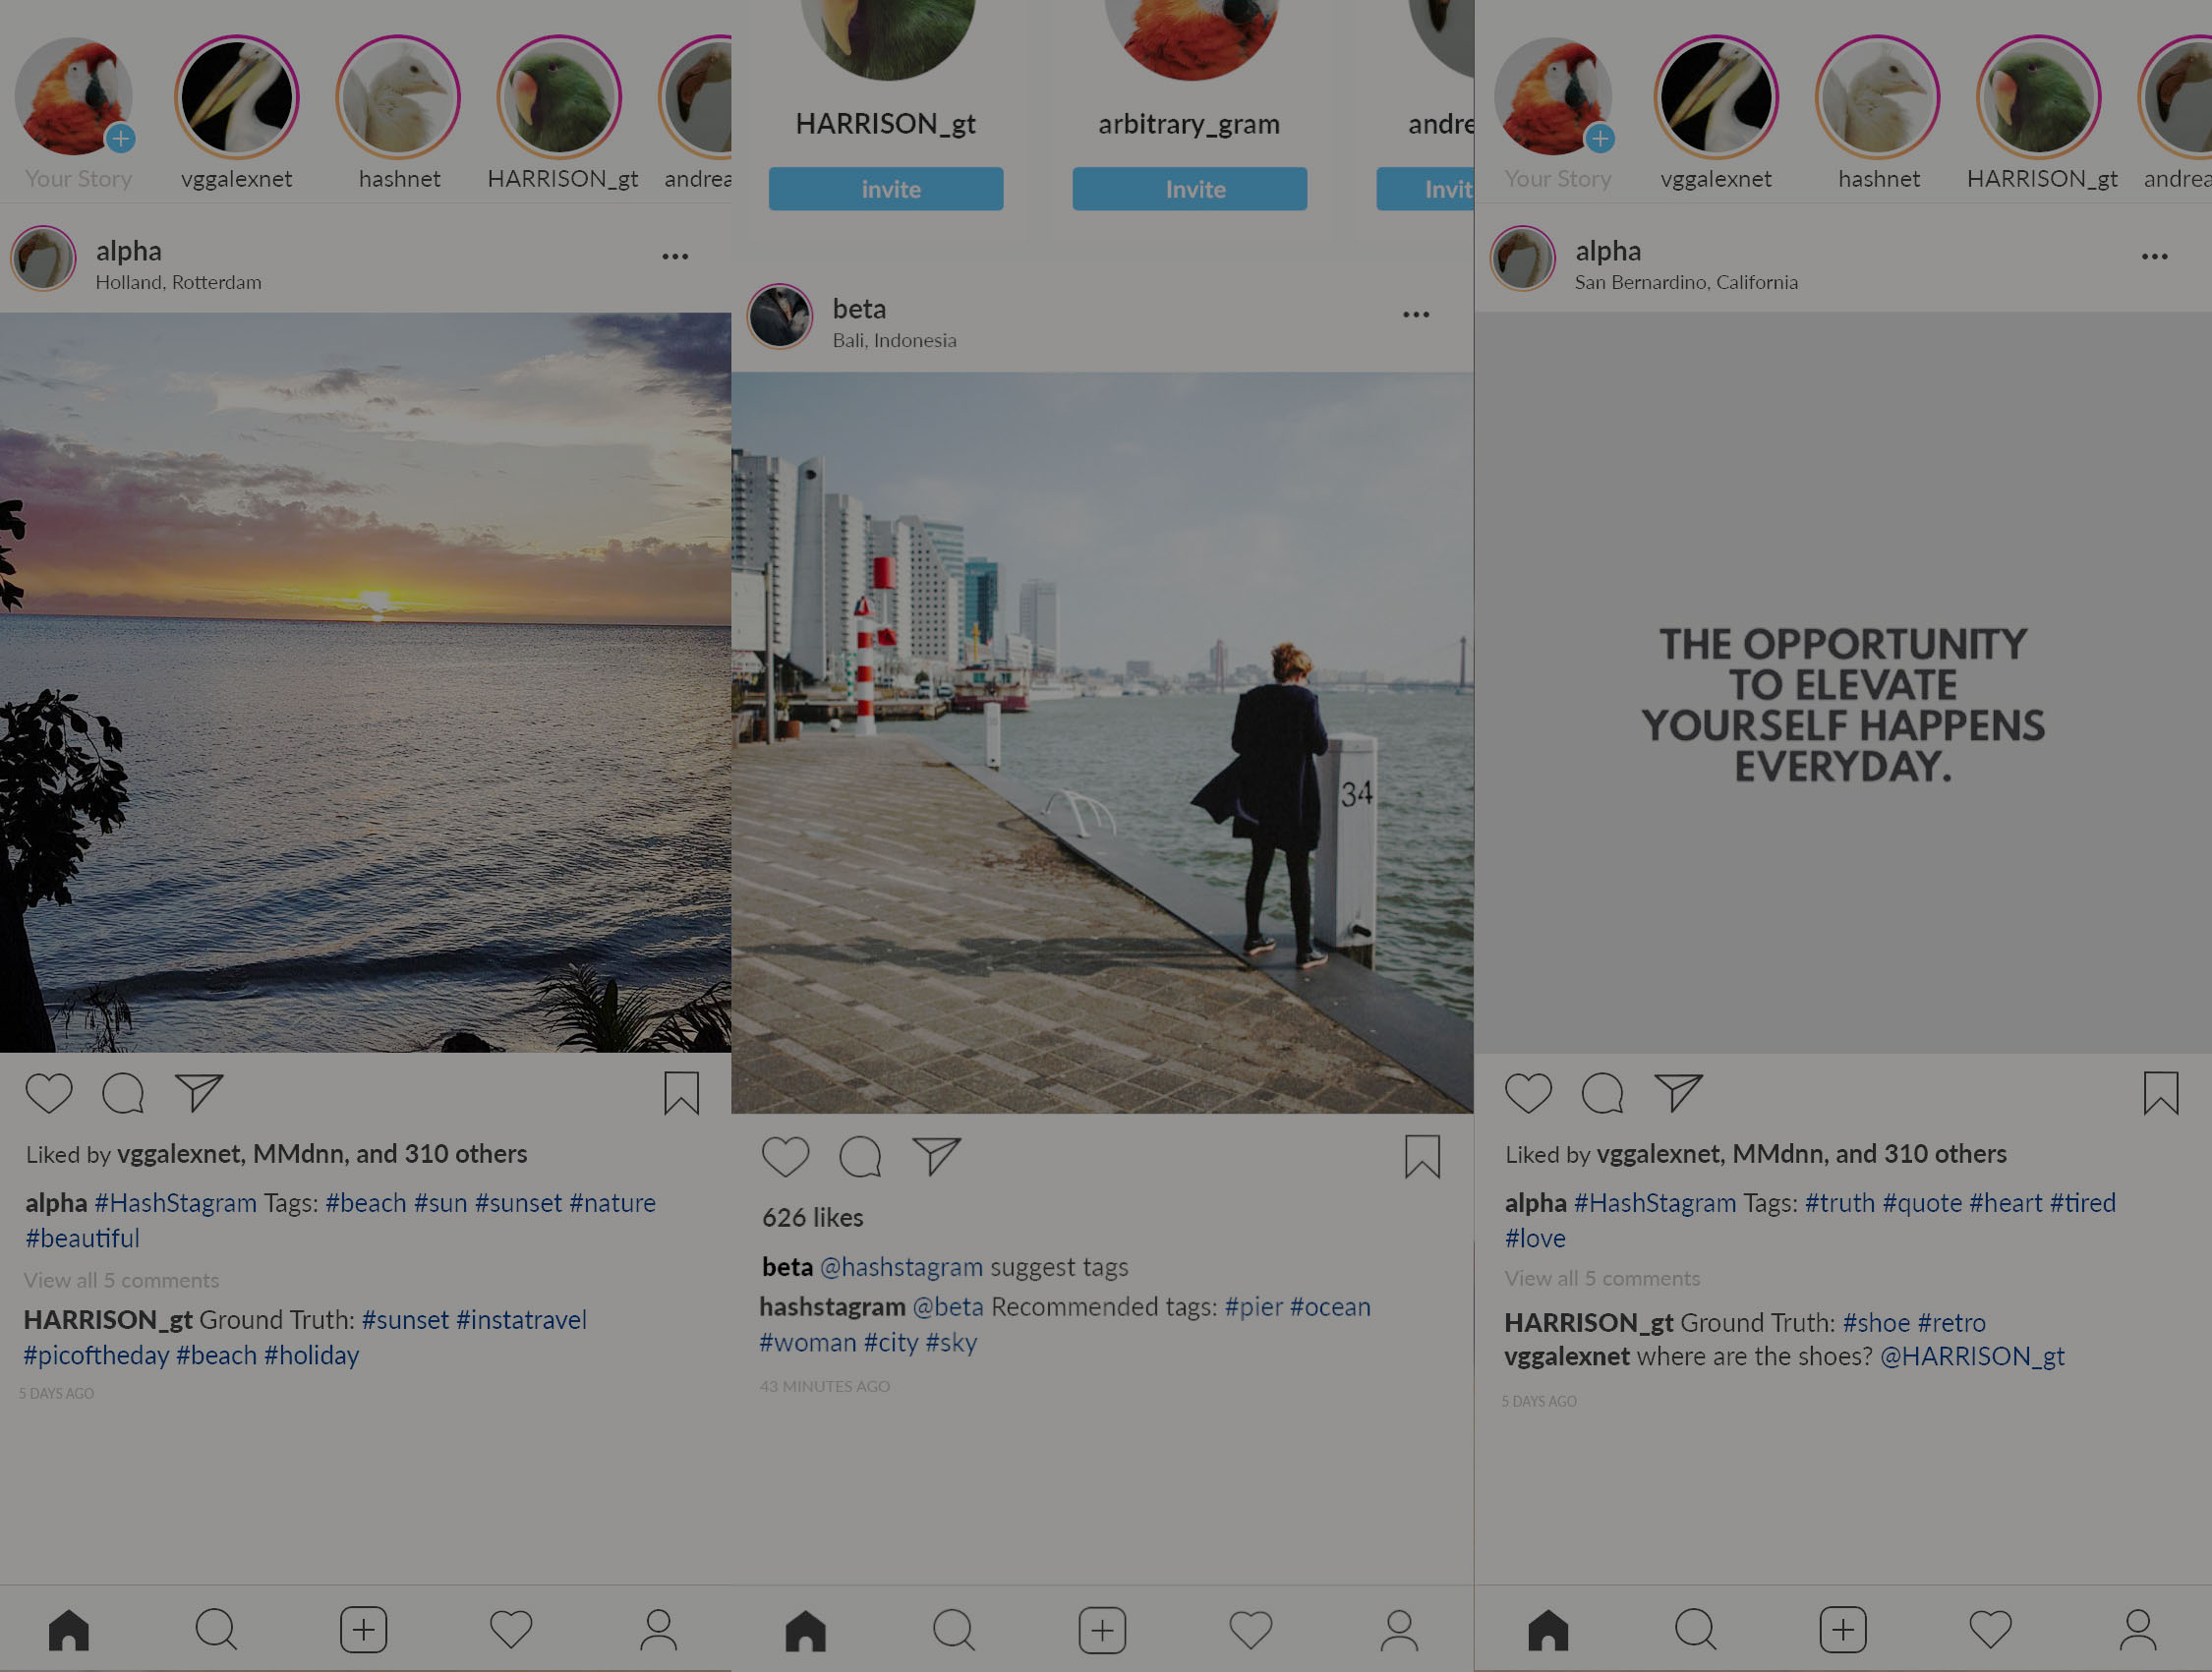 Your Story
vggalexnet
hashnet
HARRISON_gt
andrea
alpha
Holland, Rotterdam
Liked by vggalexnet, MMdnn, and 310 others
alpha #HashStagram Tags: #beach #sun #sunset #nature
#beautiful
View all 5 comments
HARRISON_gt Ground Truth: #sunset #instatravel
#picoftheday #beach #holiday
5 DAYS AGO
HARRISON_gt
arbitrary_gram
andre
invite
Invite
Invit
beta
Bali, Indonesia
34
626 likes
beta @hashstagram suggest tags
hashstagram @beta Recommended tags: #pier #ocean
#woman #city #sky
43 MINUTES AGO
Your Story
vggalexnet
hashnet
HARRISON_gt
andrea
alpha
San Bernardino, California
THE OPPORTUNITY
TO ELEVATE
YOURSELF HAPPENS
EVERYDAY.
Liked by vggalexnet, MMdnn, and 310 others
alpha #HashStagram Tags: #truth #quote #heart #tired
#love
View all 5 comments
HARRISON_gt Ground Truth: #shoe #retro
vggalexnet where are the shoes? @HARRISON_gt
5 DAYS AGO